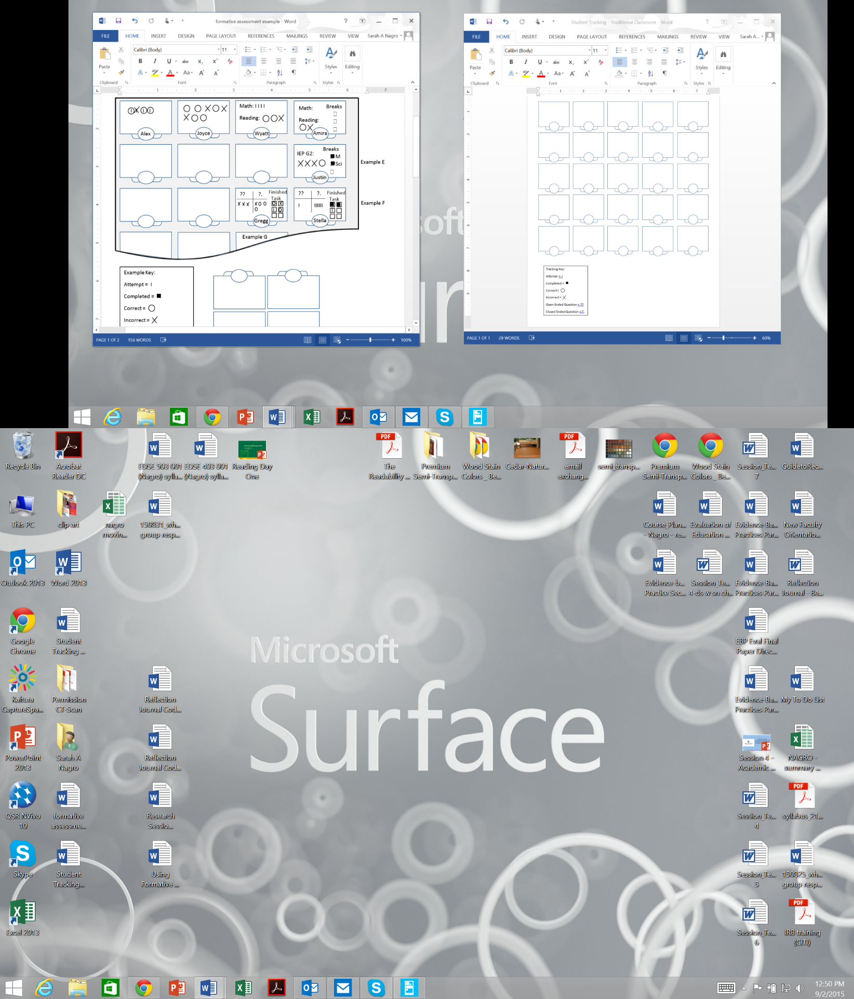 formative assessment example - Word
FILE HOME INSERT DESIGN PAGE LAYOUT REFERENCES MAILINGS REVIEW VIEW Sarah A Nagro
Calibri (Body) 11
Paste
Styles
Editing
Clipboard Font Paragraph Styles
Alex
Joyce
Math: I I I I
Reading: O O X
Wyatt
Math: Breaks
Reading:
O X
Amira
IEP G2: Breaks
M
X X X O Sci
Justin
Example E
?? ?. Finished
Task
X X X X O O
O
Gregg
?? ?. Finished
Task
I IIIIII
Stella
Example F
Example G
Example Key:
Attempt = I
Completed = ■
Correct = O
Incorrect = X
PAGE 1 OF 2 156 WORDS 100%
Student Tracking - Traditional Classroom - Word
FILE HOME INSERT DESIGN PAGE LAYOUT REFERENCES MAILINGS REVIEW VIEW Sarah A...
Calibri (Body) 11
Paste
Styles
Editing
Clipboard Font Paragraph Styles
Tracking Key:
Attempt = I
Completed = ■
Correct = O
Incorrect = X
Open Ended Question = ??
Closed Ended Question = ?.
PAGE 1 OF 1 29 WORDS 60%
Recycle Bin
Acrobat
Reader DC
EDSE 503 001
(Nagro) sylla...
EDSE 403 001
(Nagro) sylla...
Reading Day
One
The
Readability ...
Premium
Semi-Transp...
Wood Stain
Colors _ Be...
Cedar-Natur...
email
exchang...
semi_transp...
Premium
Semi-Transp...
Wood Stain
Colors _ Be...
Session_Te...
7
GuidetoRec...
This PC
clip art
nagro
movin...
150831_wh...
group resp...
Course_Plan...
- Nagro - re...
Evaluation of
Education ...
Evidence-Ba...
Practices Par...
New Faculty
Orientatio...
Outlook 2013
Word 2013
Evidence-b...
Practice Sec...
Session_Te...
4-ds w sn ch...
Evidence-Ba...
Practices Par...
Reflection
Journal - Be...
Google
Chrome
Student
Tracking ...
EBP Eval Final
Paper Direc...
Microsoft
Surface
Kaltura
CaptureSpa...
Permission
CT-Scan
Reflection
Journal Cod...
Evidence-Ba...
Practices Par...
My To Do List
PowerPoint
2013
Sarah A
Nagro
Reflection
Journal Cod...
Session 4 -
Academic ...
NAGRO -
summary ...
QSR NVivo
10
formative
assessme...
Research
Sessio...
Session_Te...
4
syllabus_21...
Skype
Student
Tracking...
Using
Formative ...
Session_Te...
5
150825_wh...
group resp...
Excel 2013
Session_Te...
6
IRB training
(CITI)
12:50 PM
9/2/2015